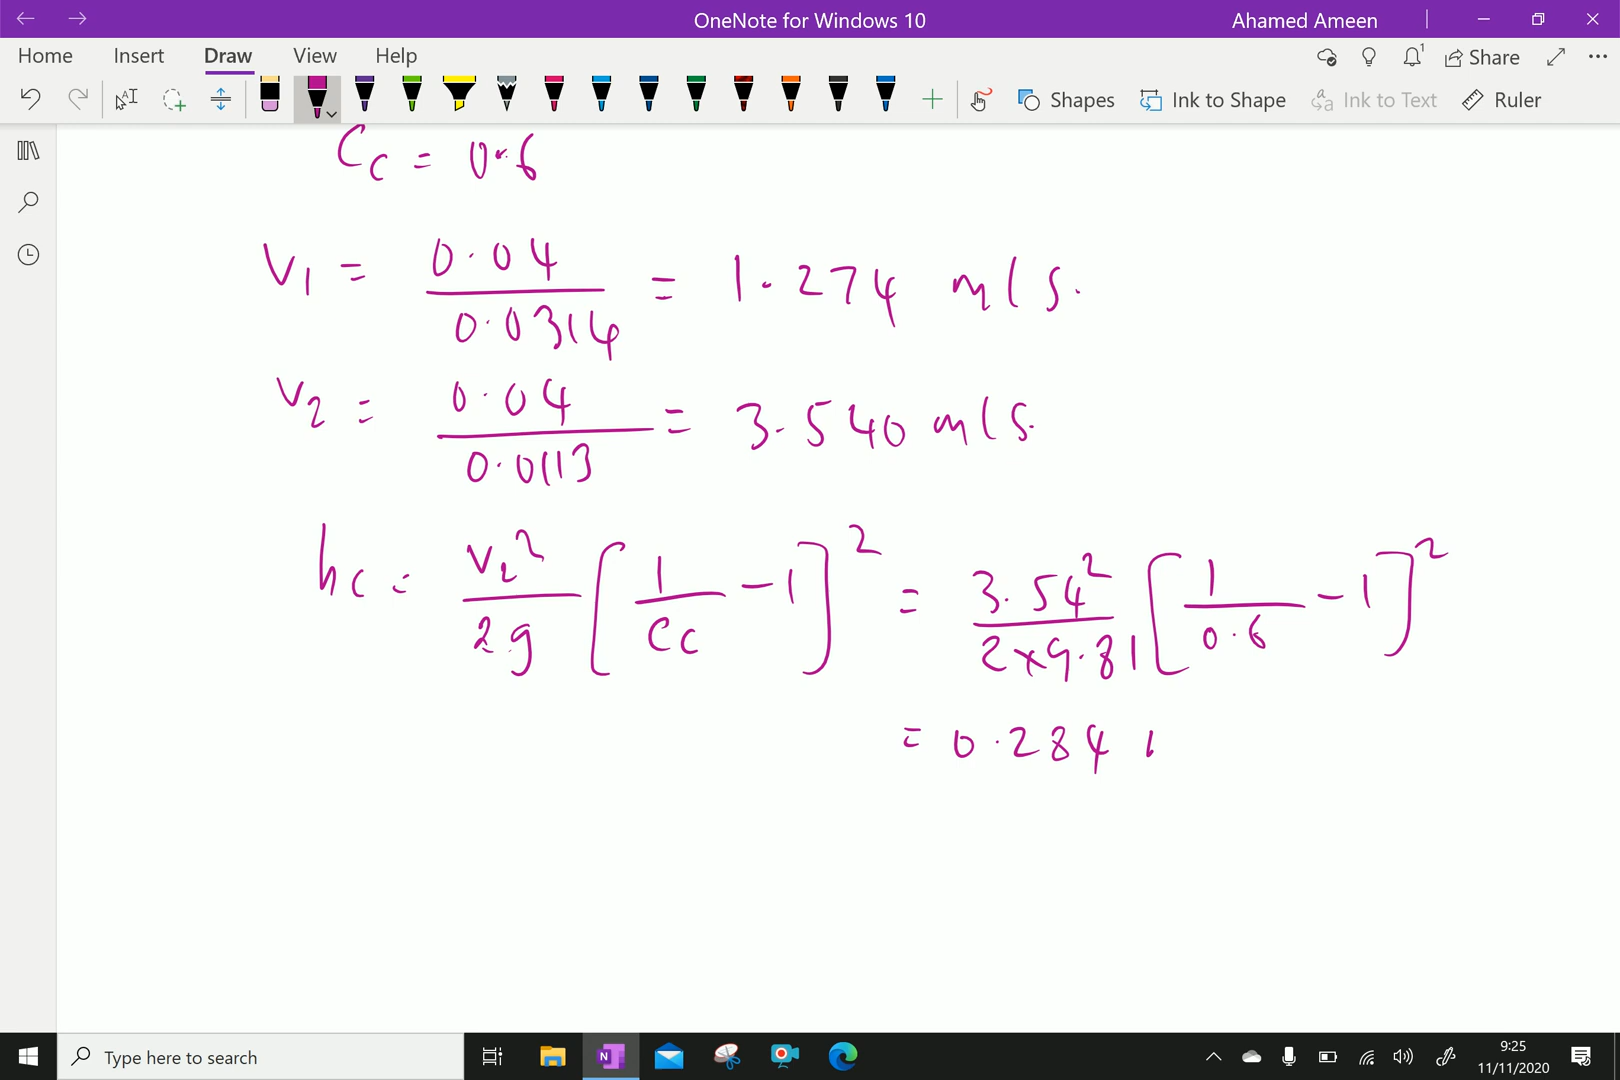 OneNote for Windows 10
Ahamed Ameen
Home Insert Draw View Help
1
Share
Shapes
Ink to Shape
Ink to Text
Ruler
Cc = 0.6
V1 = 0.04 / 0.0314 = 1.274 m/s.
V2 = 0.04 / 0.0113 = 3.540 m/s.
hc = V2² / 2g [1 / Cc - 1]² = 3.54² / 2×9.81 [1 / 0.6 - 1]²
= 0.284
Type here to search
9:25
11/11/2020